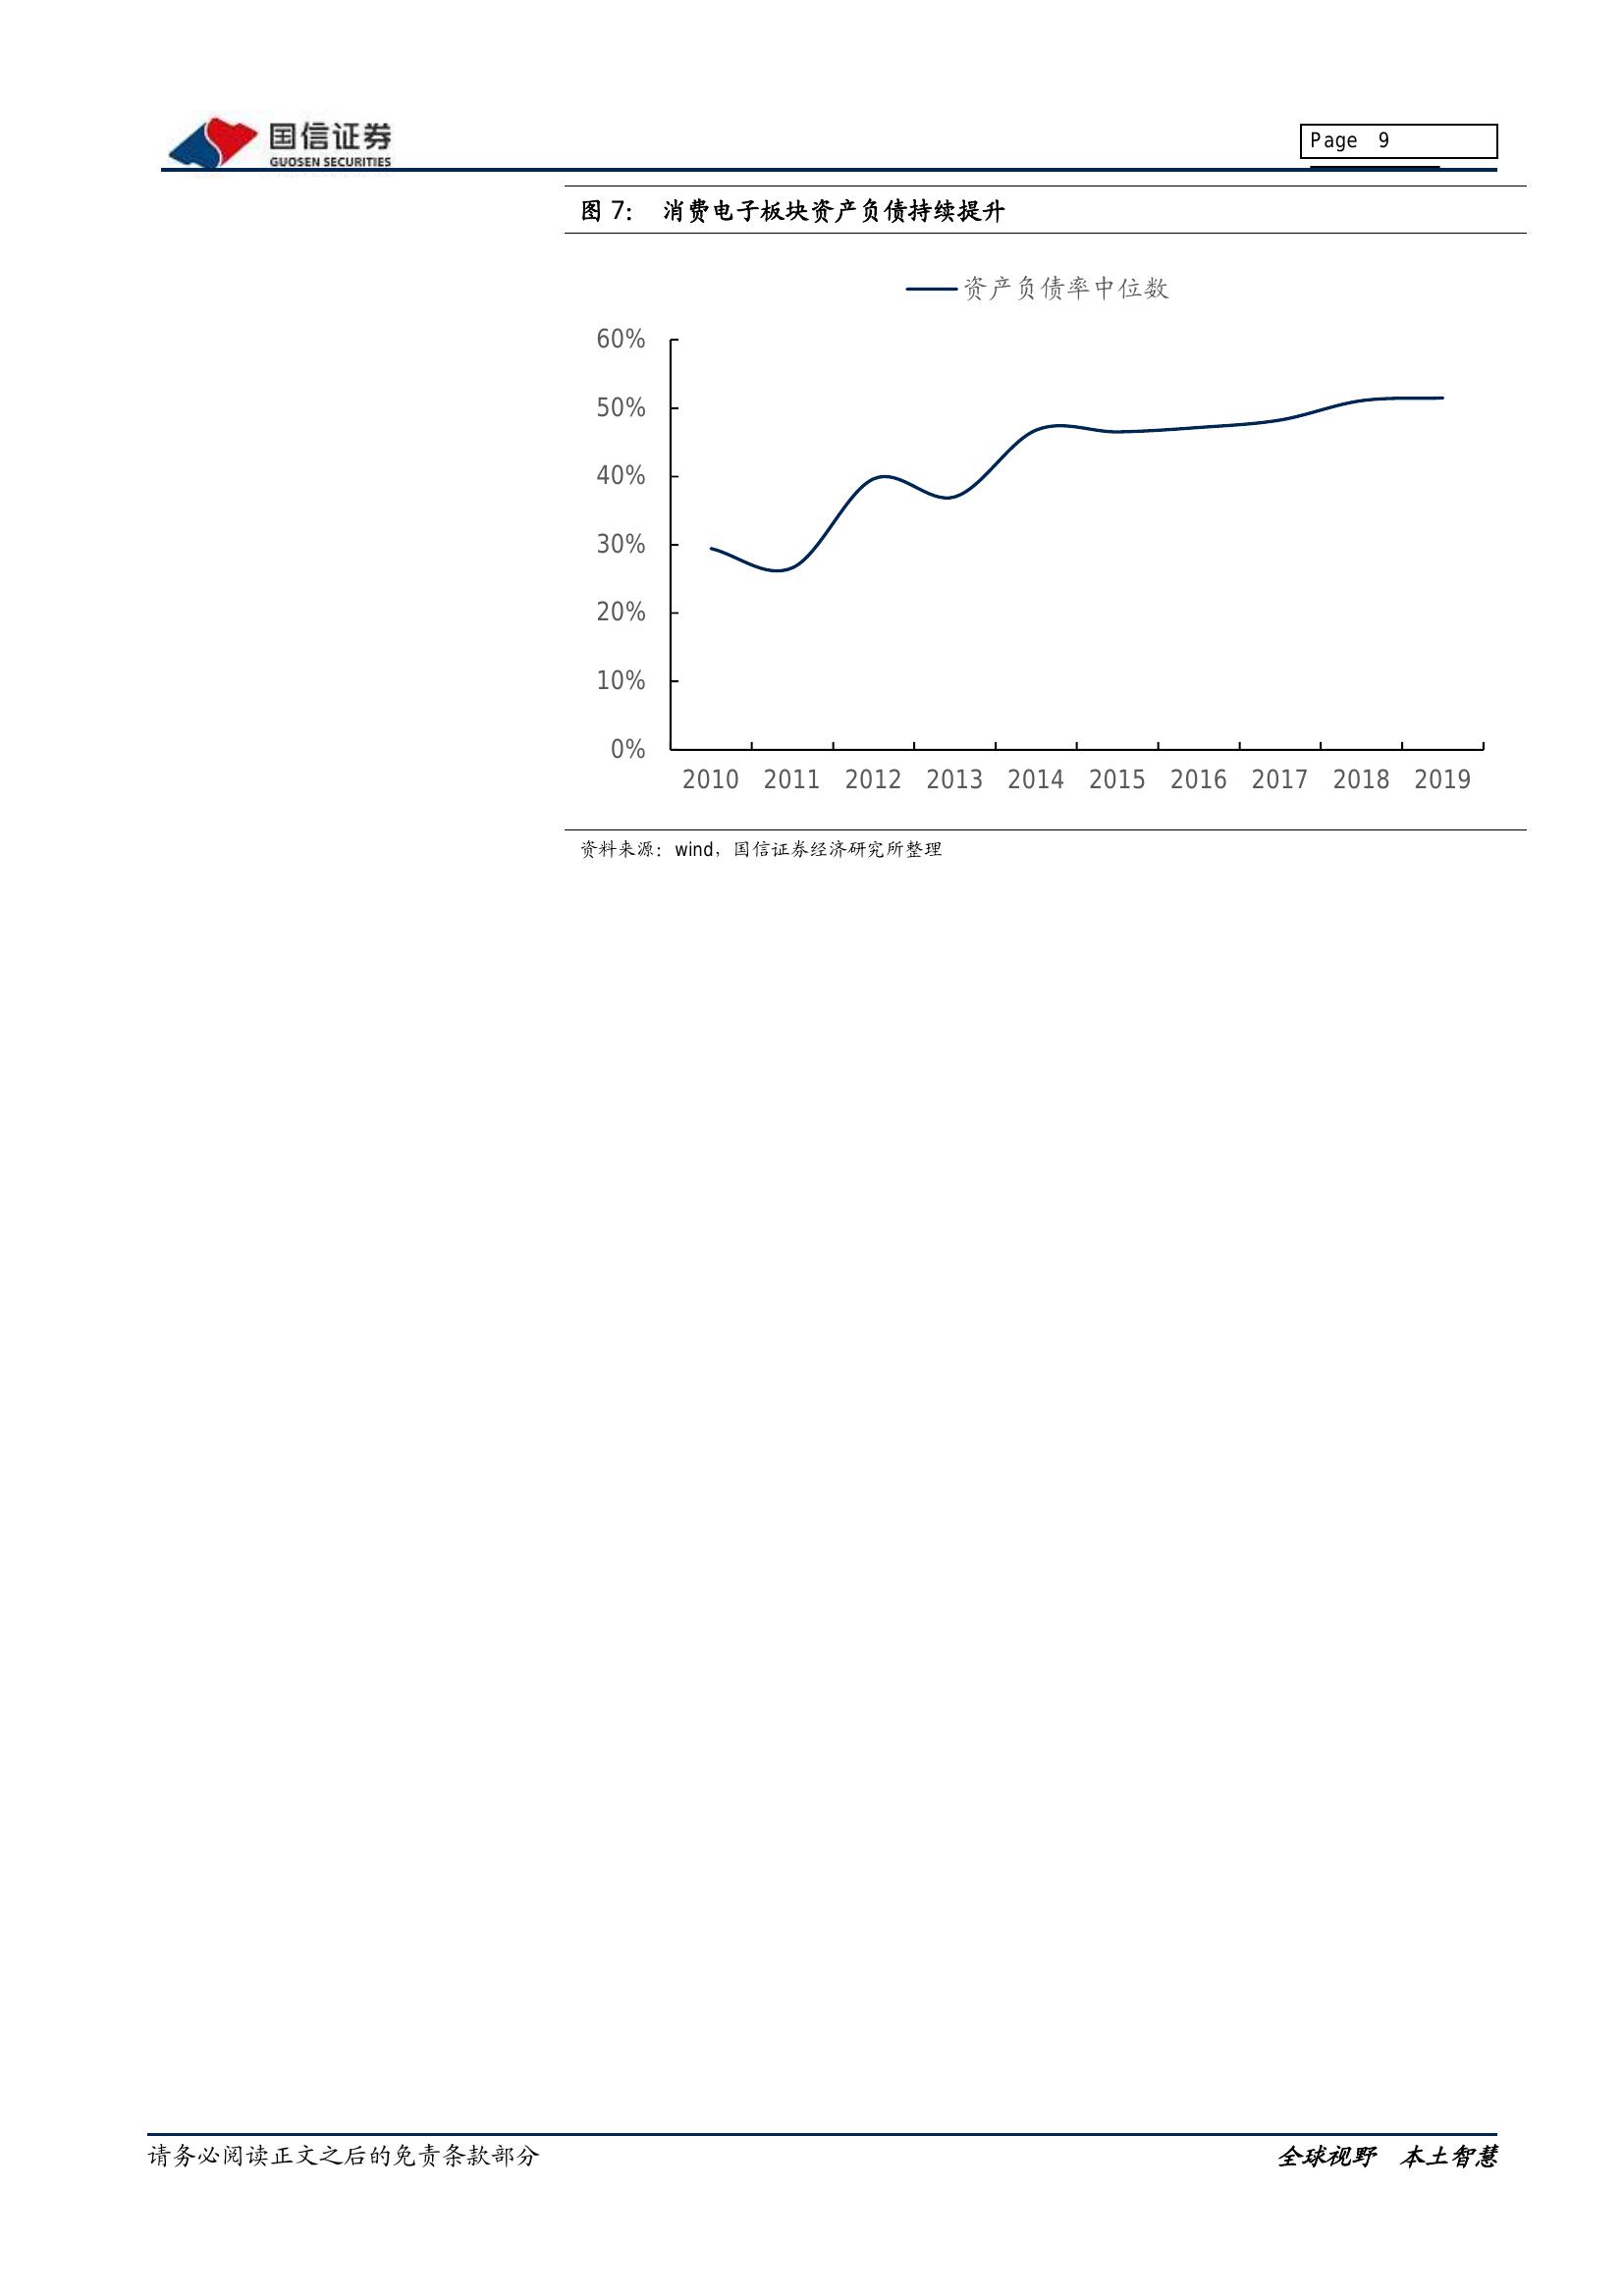 国信证券
GUOSEN SECURITIES
Page 9
图 7： 消费电子板块资产负债持续提升
资产负债率中位数
60%
50%
40%
30%
20%
10%
0%
2010 2011 2012 2013 2014 2015 2016 2017 2018 2019
资料来源：wind，国信证券经济研究所整理
请务必阅读正文之后的免责条款部分
全球视野 本土智慧